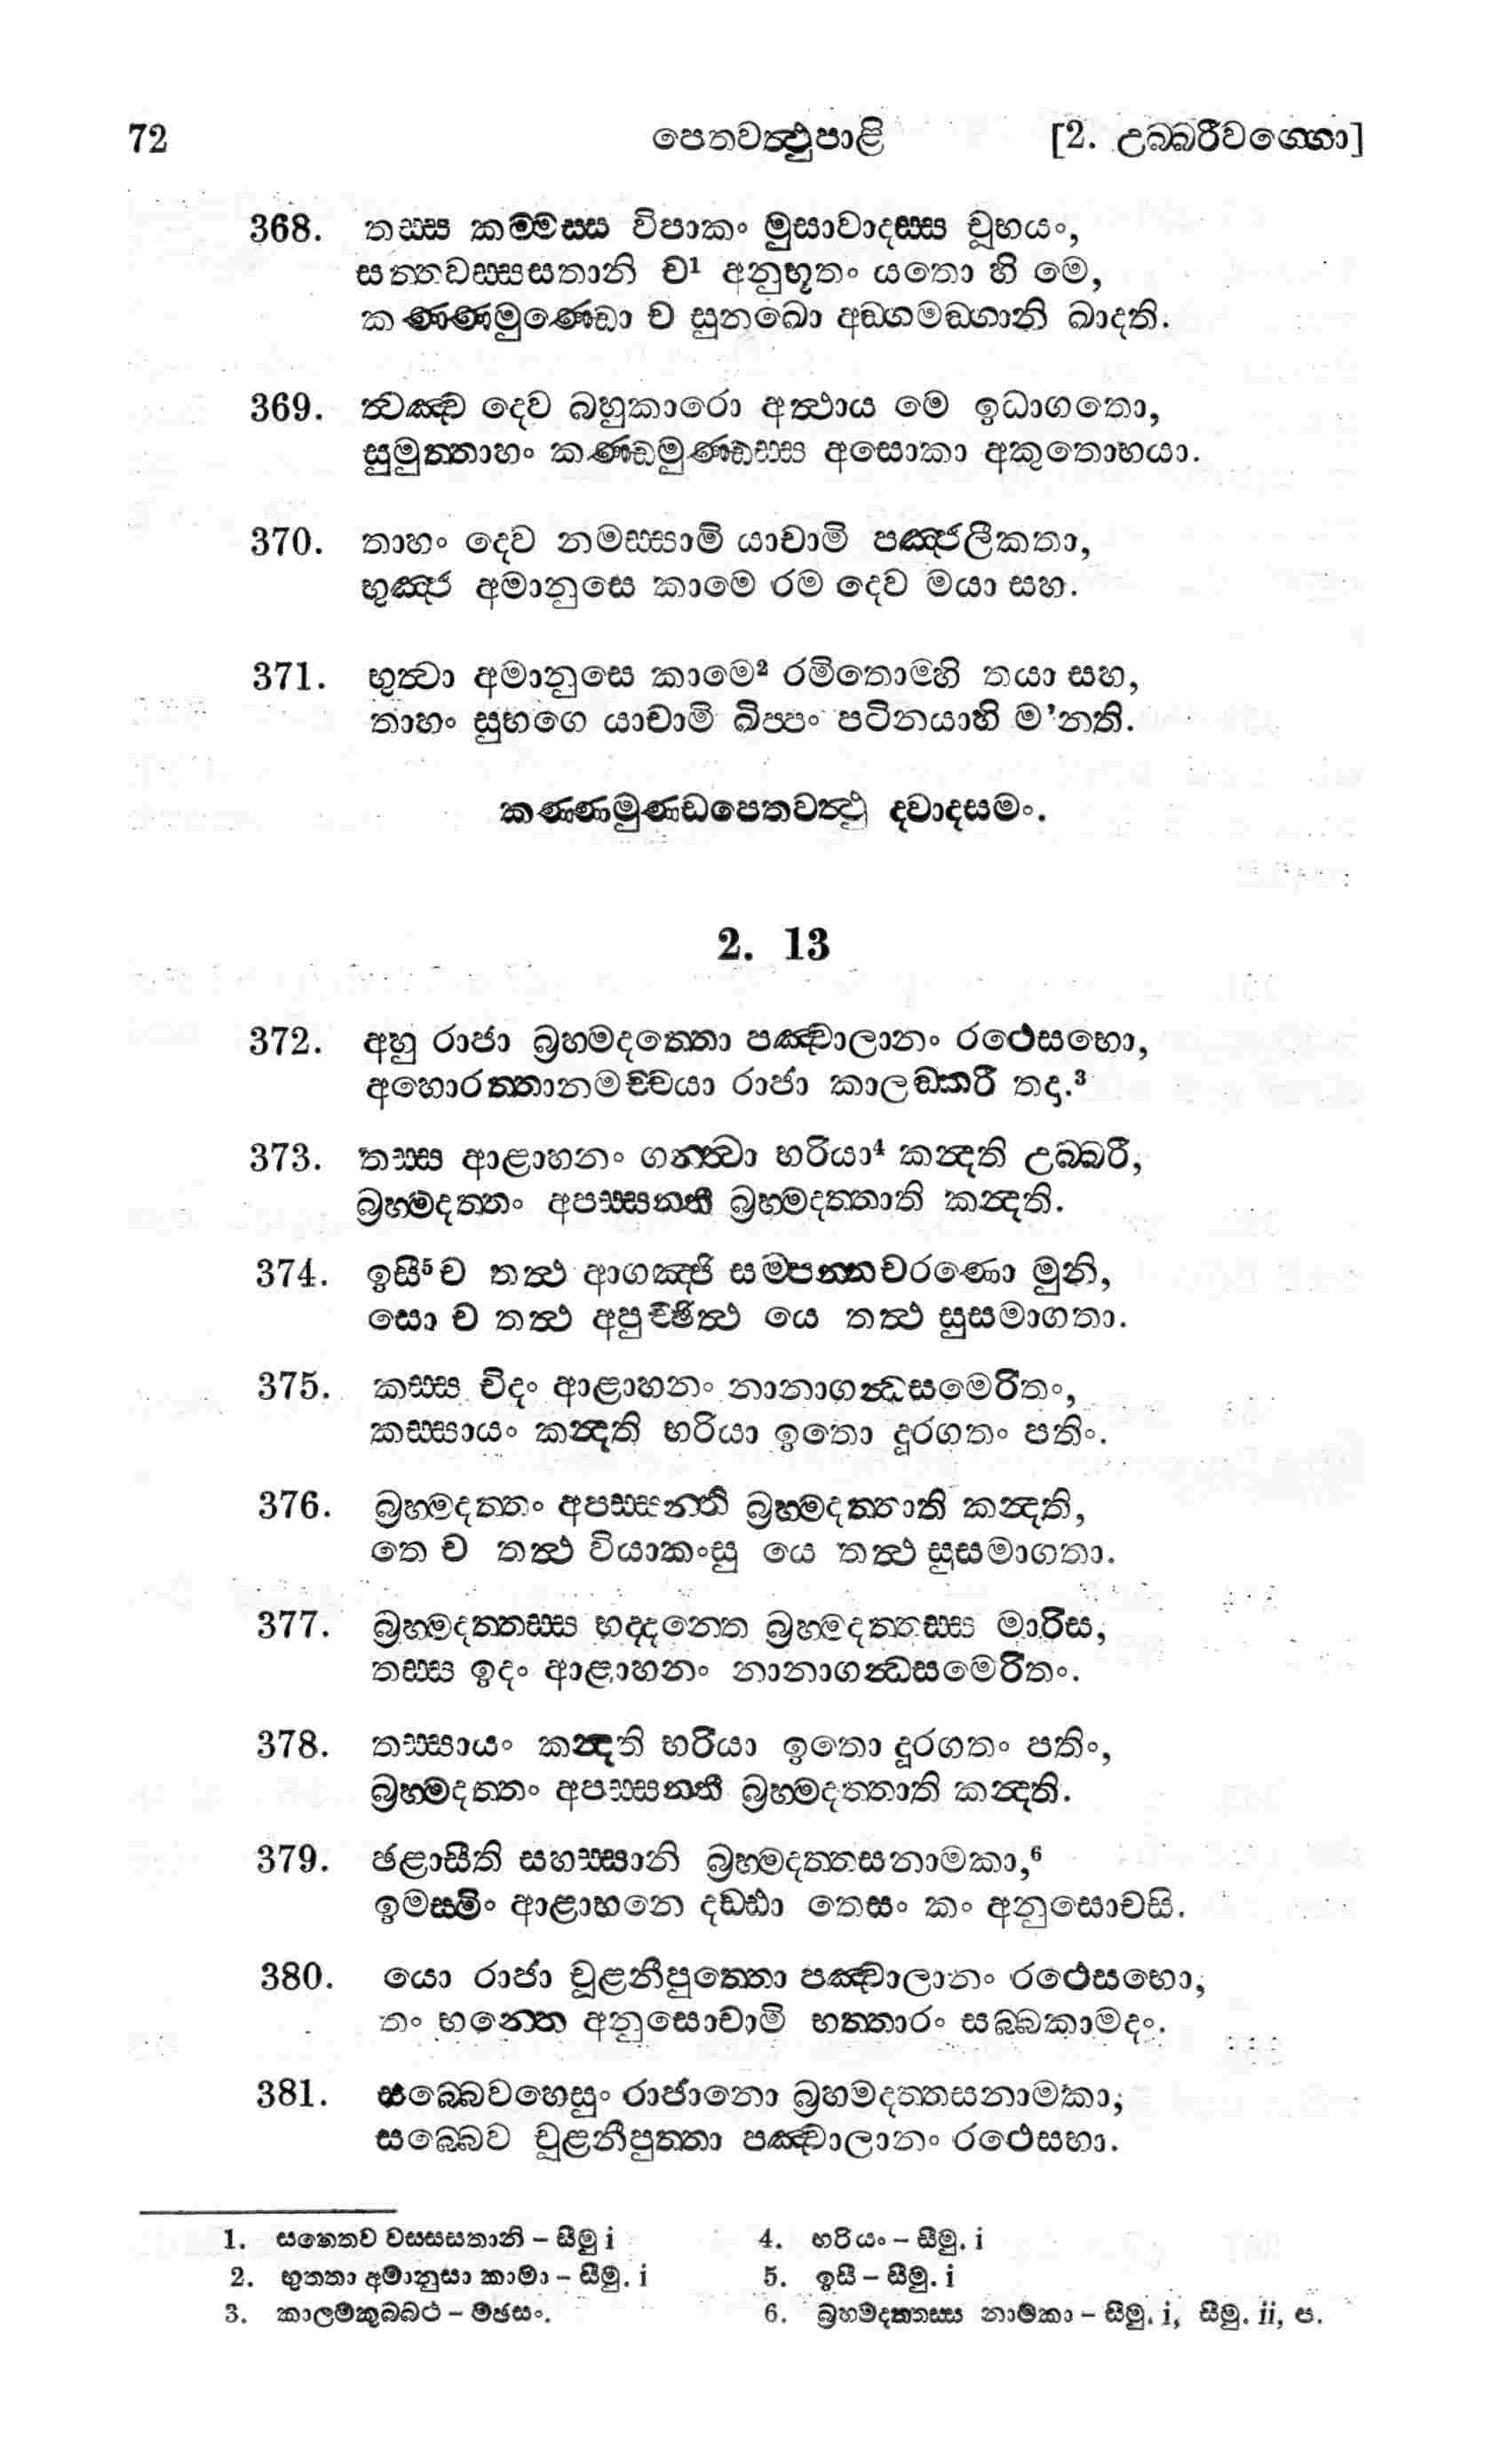 72 පෙතවත්‍ථුපාළි [2. උබ්බරීවග්ගො]
368. තස්ස කම්මස්ස විපාකං මුසාවාදස්ස චූභයං,
සත්තවස්සසතානි ච1 අනුභූතං යතො හි මෙ,
කණ්ණමුණ්ඩො ච සුනඛො අඞ්ගමඞ්ගානි ඛාදති.
369. ත්‍වඤ්ච දෙව බහුකාරො අත්‍ථාය මෙ ඉධාගතො,
සුමුත්තාහං කණ්ඩමුණ්ඩස්ස අසොකා අකුතොභයා.
370. තාහං දෙව නමස්සාමි යාචාමි පඤ්ජලීකතා,
භුඤ්ජ අමානුසෙ කාමෙ රම දෙව මයා සහ.
371. භුත්‍වා අමානුසෙ කාමෙ2 රමිතොම්හි තයා සහ,
තාහං සුභගෙ යාචාමි ඛිප්පං පටිනයාහි ම'න්ති.
කණ්ණමුණ්ඩපෙතවත්‍ථු ද්වාදසමං.
2. 13
372. අහු රාජා බ්‍රහ්මදත්තො පඤ්චාලානං රථෙසභො,
අහොරත්තානමච්චයා රාජා කාලඞ්කරී තදා.3
373. තස්ස ආළාහනං ගන්ත්‍වා භරියා4 කන්‍දති උබ්බරී,
බ්‍රහ්මදත්තං අපස්සන්තී බ්‍රහ්මදත්තාති කන්‍දති.
374. ඉසි5 ච තත්‍ථ ආගඤ්ජි සම්පන්නචරණො මුනි,
සො ච තත්‍ථ අපුච්ඡිත්‍ථ යෙ තත්‍ථ සුසමාගතා.
375. කස්ස චිදං ආළාහනං නානාගන්‍ධසමෙරිතං,
කස්සායං කන්‍දති භරියා ඉතො දූරගතං පතිං.
376. බ්‍රහ්මදත්තං අපස්සන්තී බ්‍රහ්මදත්තාති කන්‍දති,
තෙ ච තත්‍ථ වියාකංසු යෙ තත්‍ථ සුසමාගතා.
377. බ්‍රහ්මදත්තස්ස භද්දන්තෙ බ්‍රහ්මදත්තස්ස මාරිස,
තස්ස ඉදං ආළාහනං නානාගන්‍ධසමෙරිතං.
378. තස්සායං කන්‍දති භරියා ඉතො දූරගතං පතිං,
බ්‍රහ්මදත්තං අපස්සන්තී බ්‍රහ්මදත්තාති කන්‍දති.
379. ඡළාසීති සහස්සානි බ්‍රහ්මදත්තසනාමකා,6
ඉමස්මිං ආළාහනෙ දඩ්ඪා තෙසං කං අනුසොචසි.
380. යො රාජා චූළනීපුත්තො පඤ්චාලානං රථෙසභො,
තං භන්තෙ අනුසොචාමි භත්තාරං සබ්බකාමදං.
381. සබ්බෙවහෙසුං රාජානො බ්‍රහ්මදත්තසනාමකා,
සබ්බෙව චූළනීපුත්තා පඤ්චාලානං රථෙසභා.
1. සත්තෙව වස්සසතානි – සීමු i
2. භුත්තා අමානුසා කාමා – සීමු. i
3. කාලමකුබ්බථ – මඡසං.
4. භරියං – සීමු. i
5. ඉසී – සීමු. i
6. බ්‍රහ්මදත්තස්ස නාමකා – සීමු. i, සීමු. ii, ප.